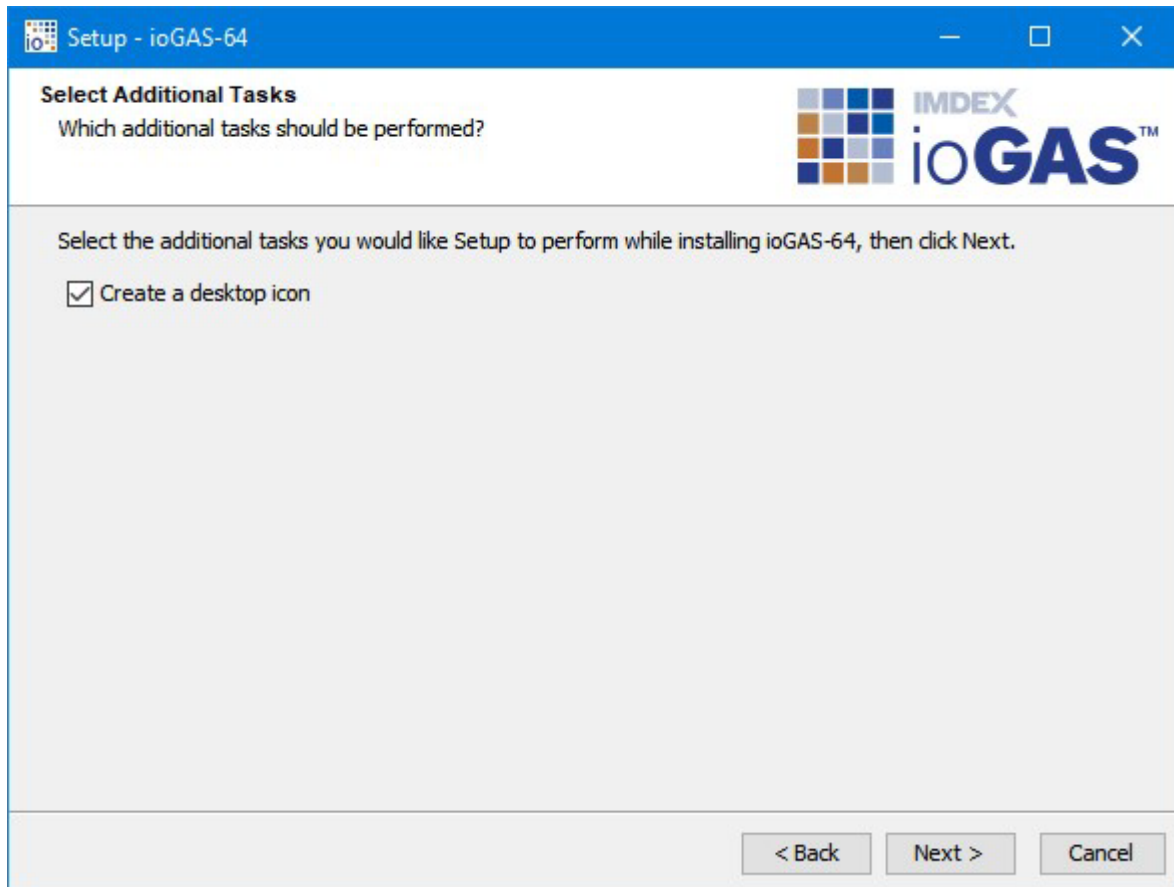 io Setup - ioGAS-64
Select Additional Tasks
Which additional tasks should be performed?
IMDEX
ioGAS™
Select the additional tasks you would like Setup to perform while installing ioGAS-64, then click Next.
Create a desktop icon
< Back Next > Cancel